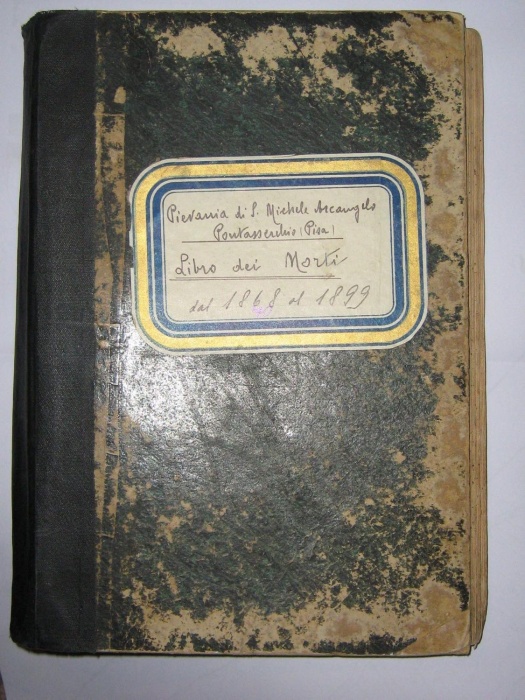 Pievania di S. Michele Arcangelo
Pontasserchio (Pisa)
Libro dei Morti
dal 1868 al 1899